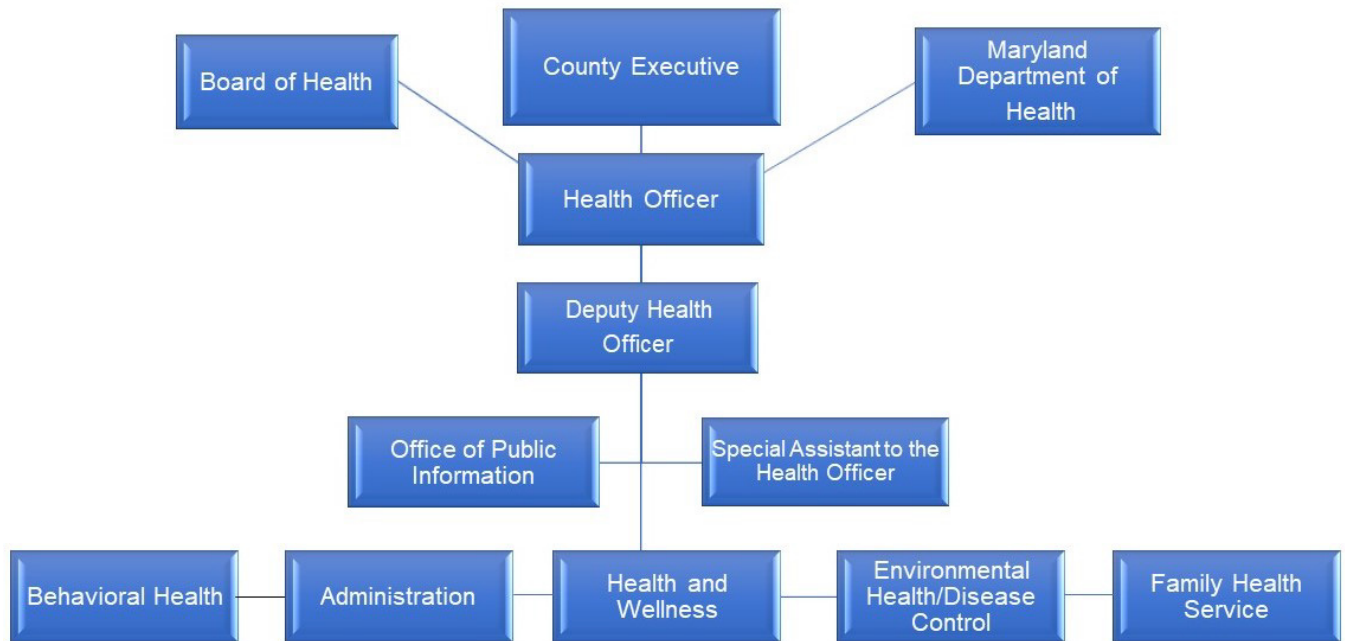 Board of Health
County Executive
Maryland
Department of
Health
Health Officer
Deputy Health
Officer
Office of Public
Information
Special Assistant to the
Health Officer
Behavioral Health
Administration
Health and
Wellness
Environmental
Health/Disease
Control
Family Health
Service